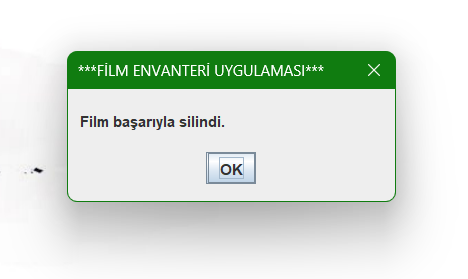 ***FİLM ENVANTERİ UYGULAMASI***
Film başarıyla silindi.
OK